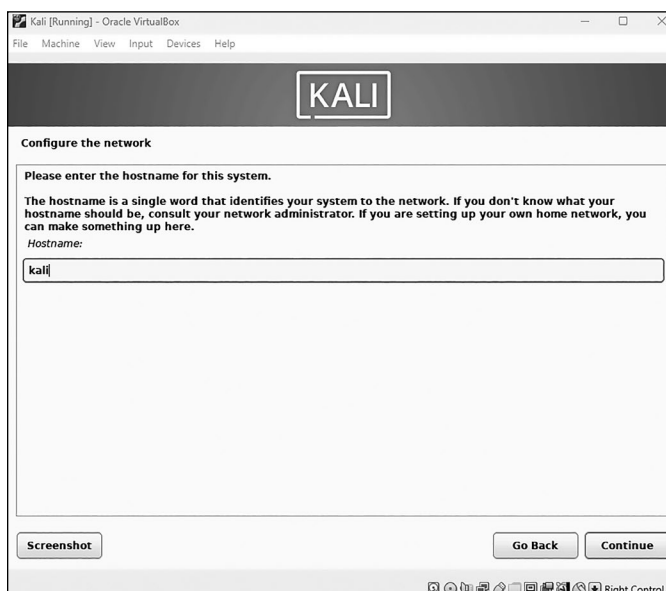 Kali [Running] - Oracle VirtualBox
File Machine View Input Devices Help
KALI
Configure the network
Please enter the hostname for this system.
The hostname is a single word that identifies your system to the network. If you don't know what your
hostname should be, consult your network administrator. If you are setting up your own home network, you
can make something up here.
Hostname:
kali
Screenshot Go Back Continue
Right Control